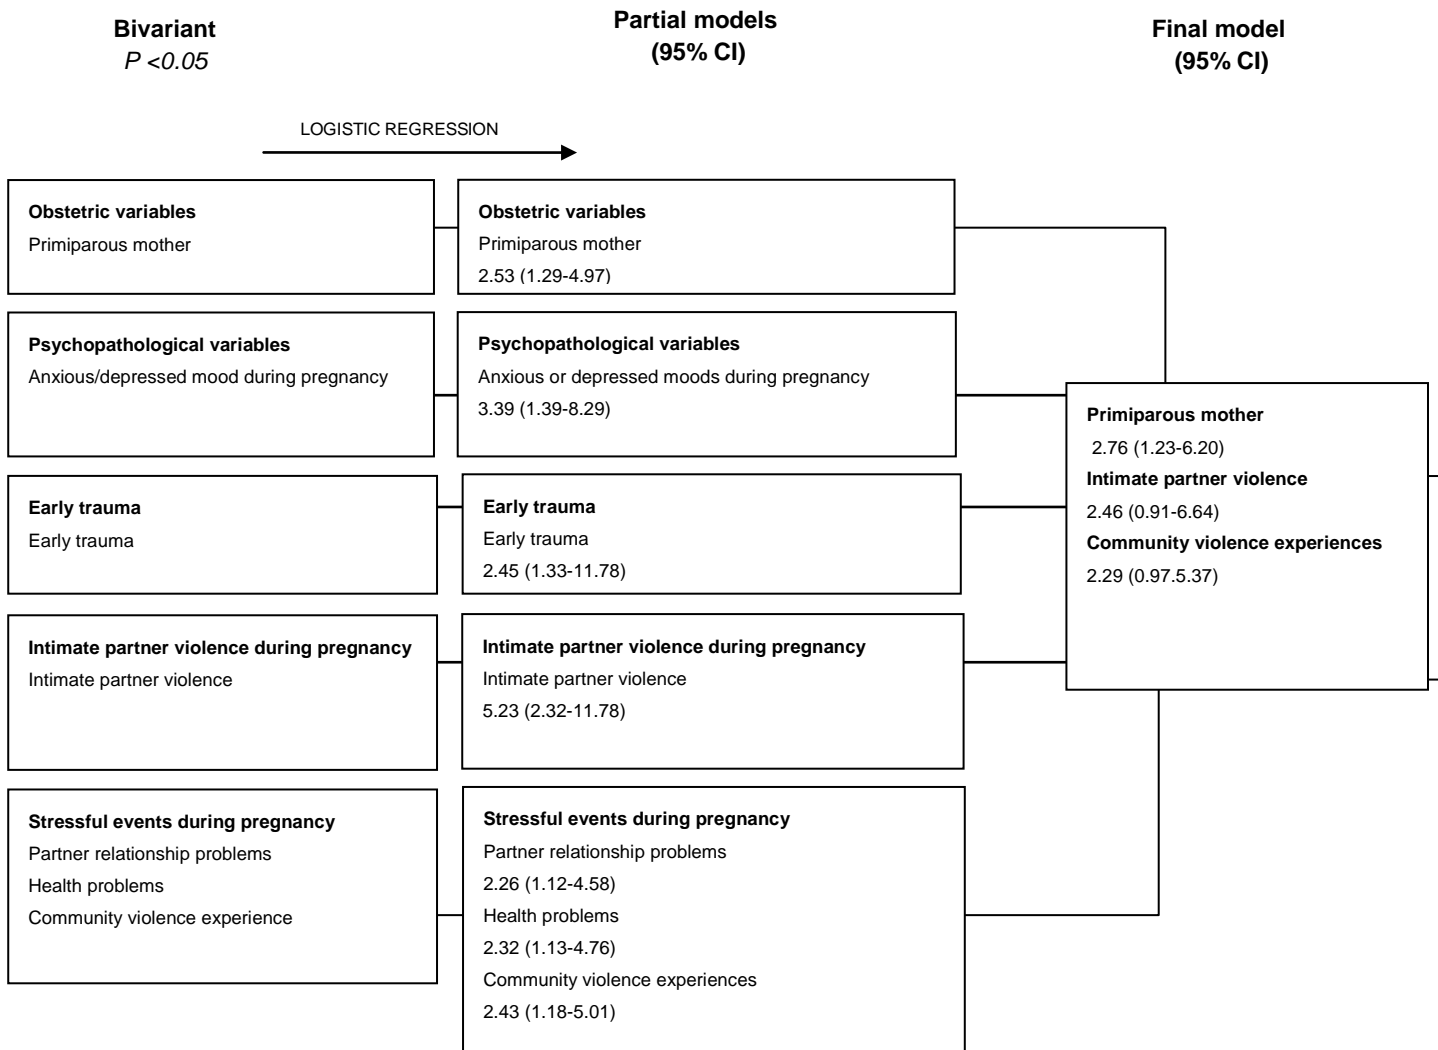 Bivariant
P <0.05
Partial models
(95% CI)
Final model
(95% CI)
LOGISTIC REGRESSION
Obstetric variables
Primiparous mother
Psychopathological variables
Anxious/depressed mood during pregnancy
Early trauma
Early trauma
Intimate partner violence during pregnancy
Intimate partner violence
Stressful events during pregnancy
Partner relationship problems
Health problems
Community violence experience
Obstetric variables
Primiparous mother
2.53 (1.29-4.97)
Psychopathological variables
Anxious or depressed moods during pregnancy
3.39 (1.39-8.29)
Early trauma
Early trauma
2.45 (1.33-11.78)
Intimate partner violence during pregnancy
Intimate partner violence
5.23 (2.32-11.78)
Stressful events during pregnancy
Partner relationship problems
2.26 (1.12-4.58)
Health problems
2.32 (1.13-4.76)
Community violence experiences
2.43 (1.18-5.01)
Primiparous mother
2.76 (1.23-6.20)
Intimate partner violence
2.46 (0.91-6.64)
Community violence experiences
2.29 (0.97.5.37)